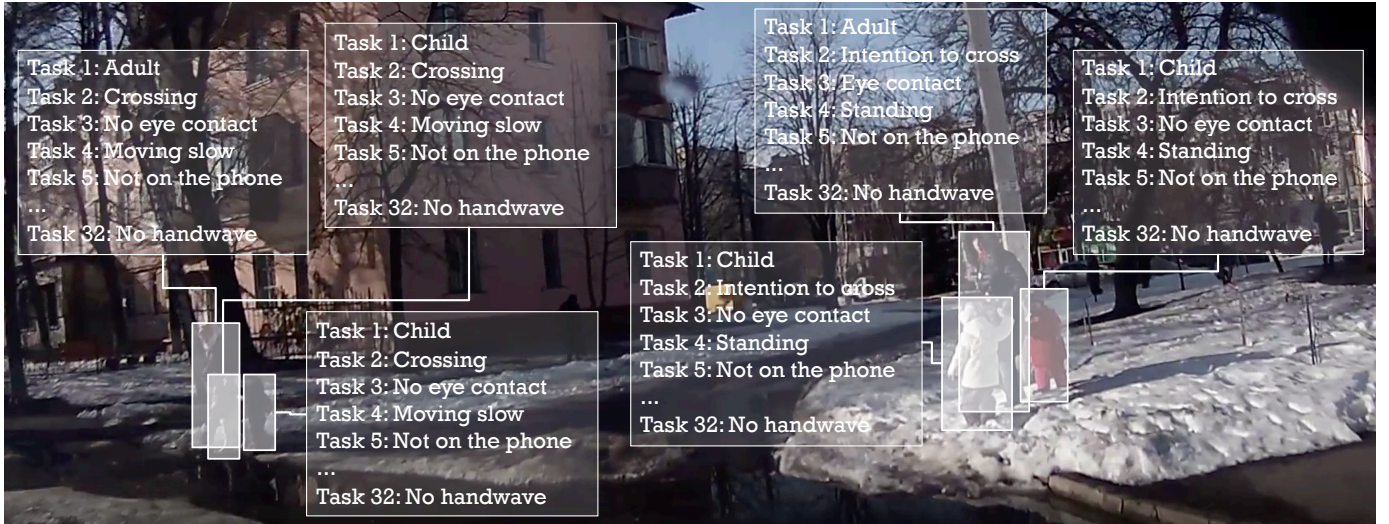 Task 1: Adult
Task 2: Crossing
Task 3: No eye contact
Task 4: Moving slow
Task 5: Not on the phone
...
Task 32: No handwave
Task 1: Child
Task 2: Crossing
Task 3: No eye contact
Task 4: Moving slow
Task 5: Not on the phone
...
Task 32: No handwave
Task 1: Child
Task 2: Crossing
Task 3: No eye contact
Task 4: Moving slow
Task 5: Not on the phone
...
Task 32: No handwave
Task 1: Adult
Task 2: Intention to cross
Task 3: Eye contact
Task 4: Standing
Task 5: Not on the phone
...
Task 32: No handwave
Task 1: Child
Task 2: Intention to cross
Task 3: No eye contact
Task 4: Standing
Task 5: Not on the phone
...
Task 32: No handwave
Task 1: Child
Task 2: Intention to cross
Task 3: No eye contact
Task 4: Standing
Task 5: Not on the phone
...
Task 32: No handwave